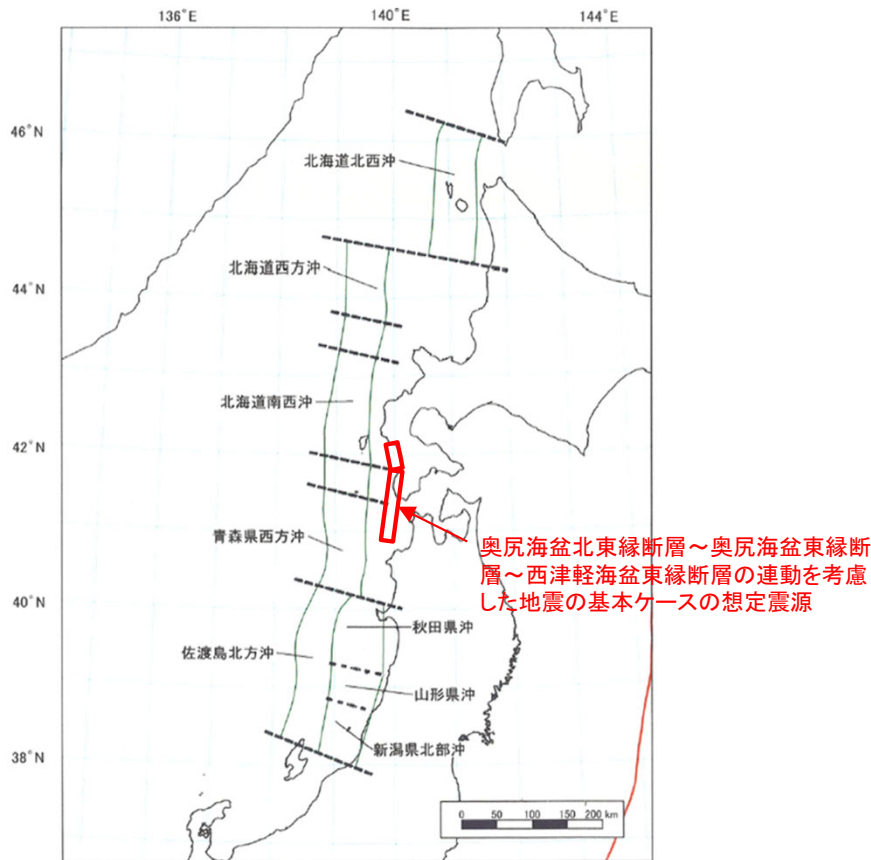 136°E 140°E 144°E
46°N
北海道北西沖
北海道西方沖
44°N
北海道南西沖
42°N
青森県西方沖
奥尻海盆北東縁断層～奥尻海盆東縁断
層～西津軽海盆東縁断層の連動を考慮
した地震の基本ケースの想定震源
40°N
秋田県沖
佐渡島北方沖
山形県沖
新潟県北部沖
38°N
0 50 100 150 200 km